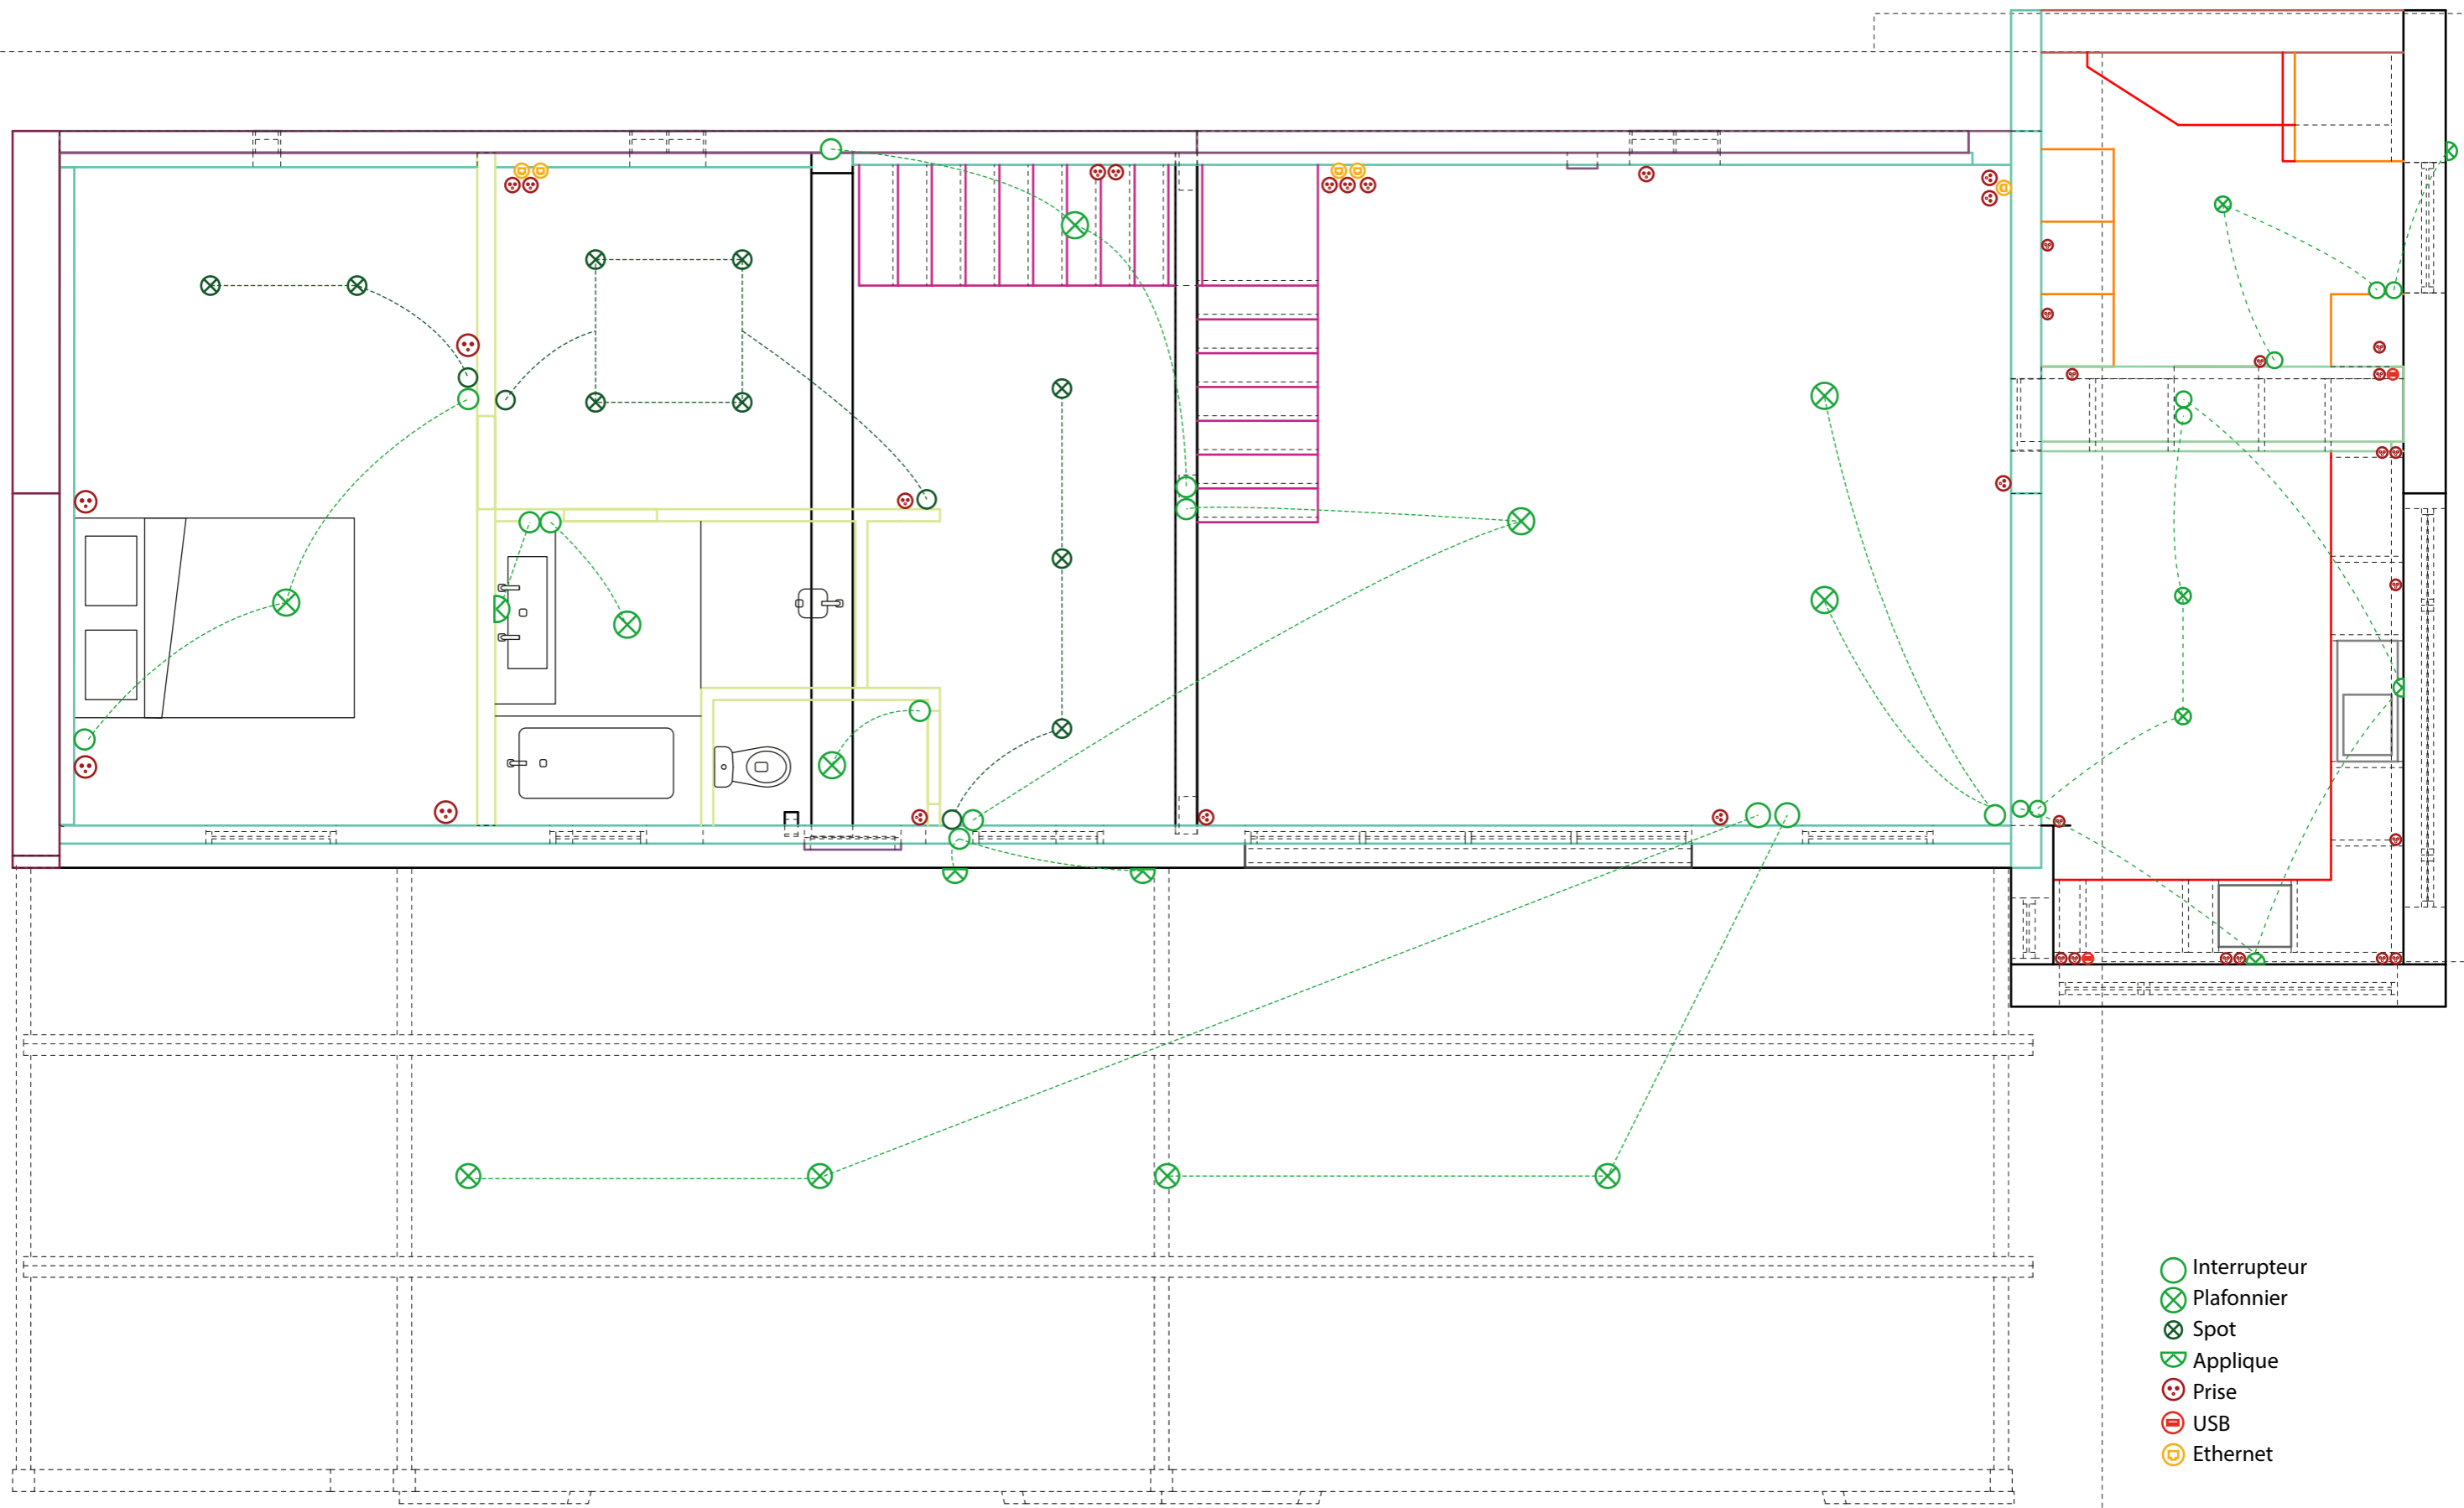 Interrupteur
Plafonnier
Spot
Applique
Prise
USB
Ethernet